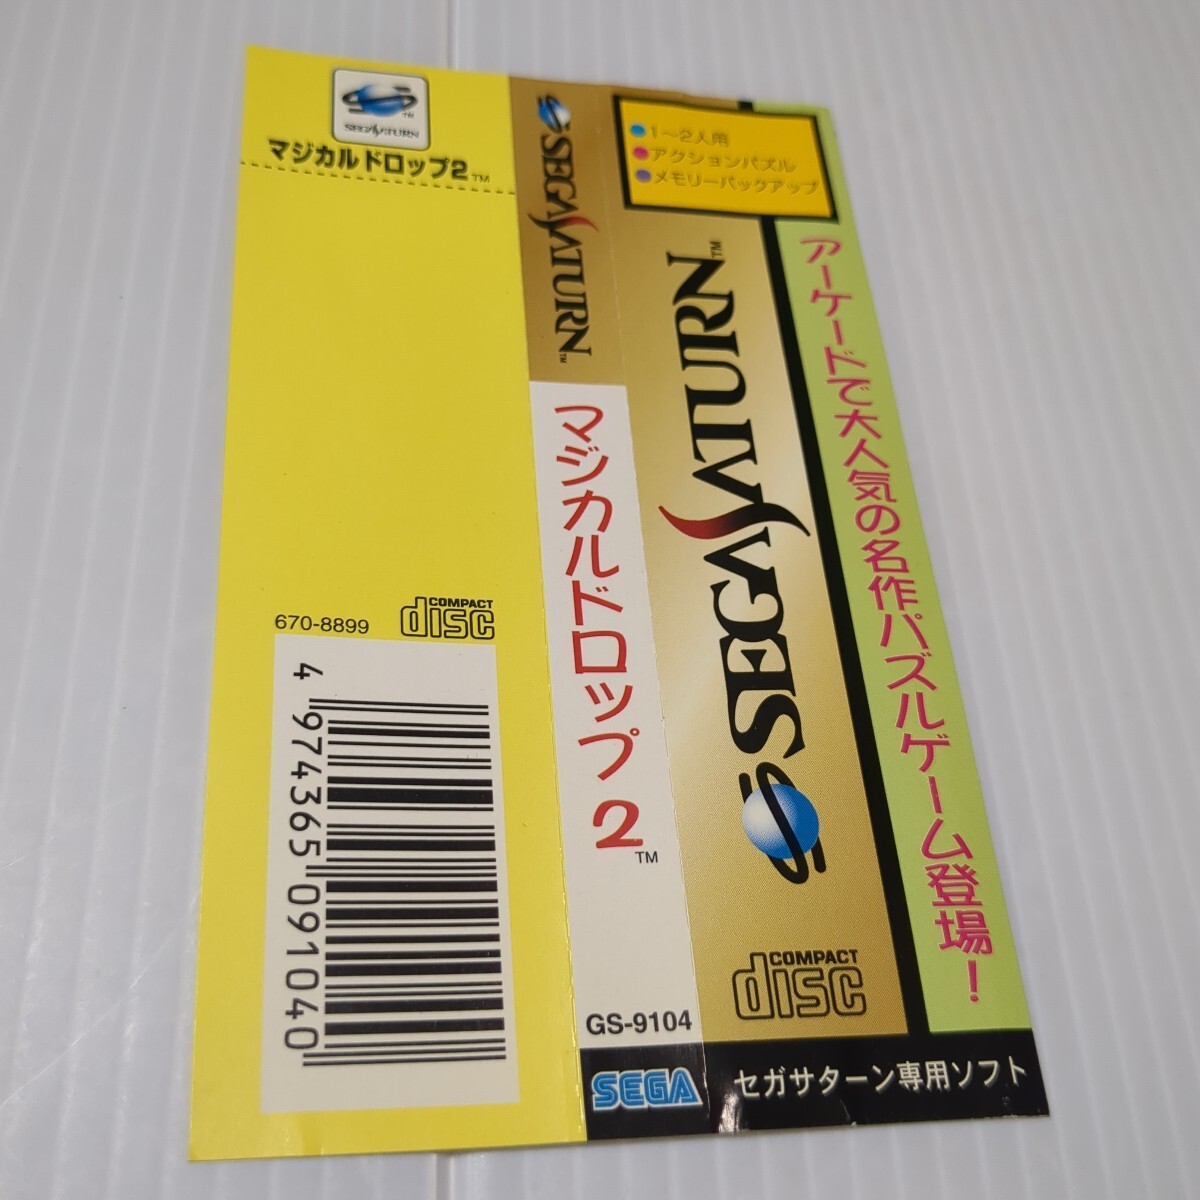 SEGA SATURN
TM
マジカルドロップ2™
670-8899
COMPACT
disc
4 974365 091040
SEGA SATURN™
マジカルドロップ2™
GS-9104
SEGA
1〜2人用
アクションパズル
メモリーバックアップ
SEGA SATURN™
COMPACT
disc
アーケードで大人気の名作パズルゲーム登場！
セガサターン専用ソフト